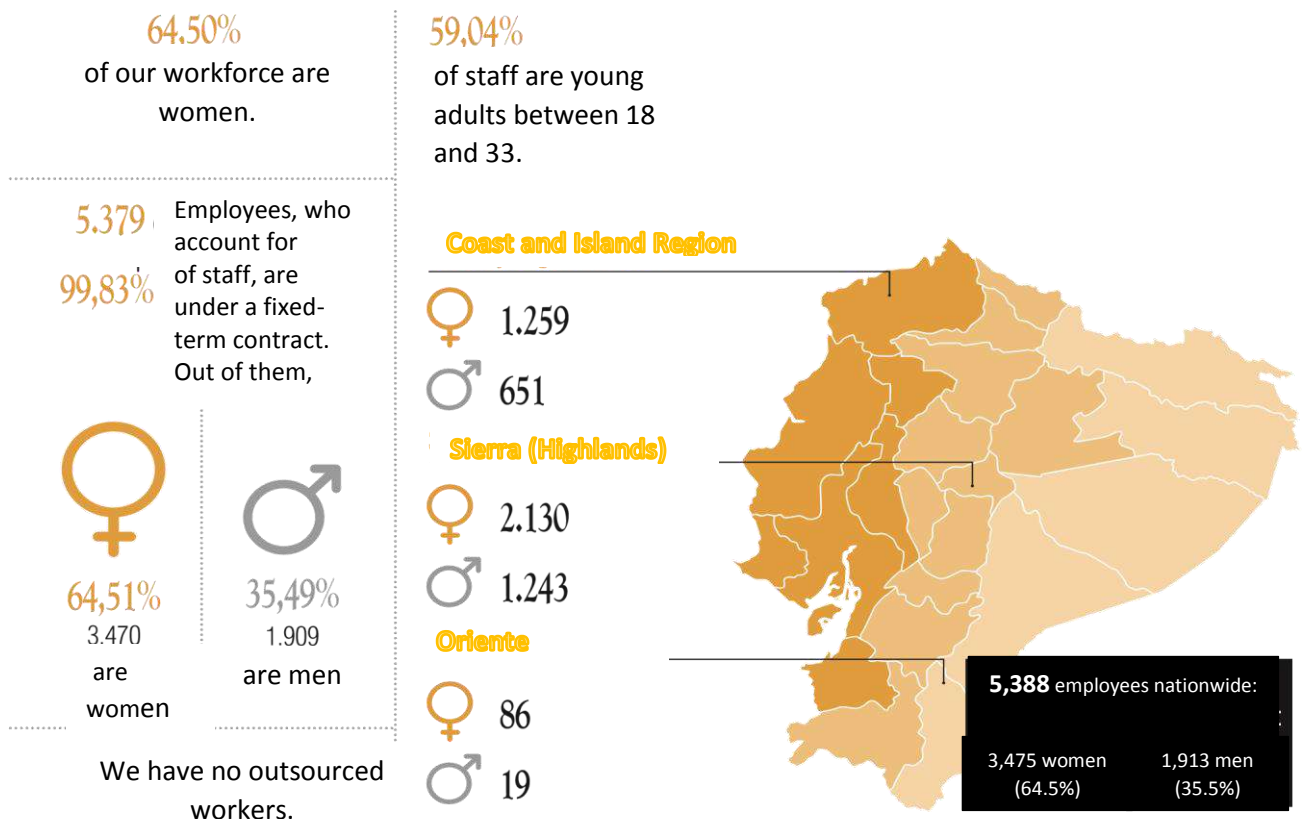 64,50%
of our workforce are
women.
59,04%
of staff are young
adults between 18
and 33.
5.379
Employees, who
account for
99,83%
of staff, are
under a fixed-
term contract.
Out of them,
64,51%
3.470
are
women
35,49%
1.909
are men
We have no outsourced
workers.
Coast and Island Region
1.259
651
Sierra (Highlands)
2.130
1.243
Oriente
86
19
5,388 employees nationwide:
3,475 women
(64.5%)
1,913 men
(35.5%)